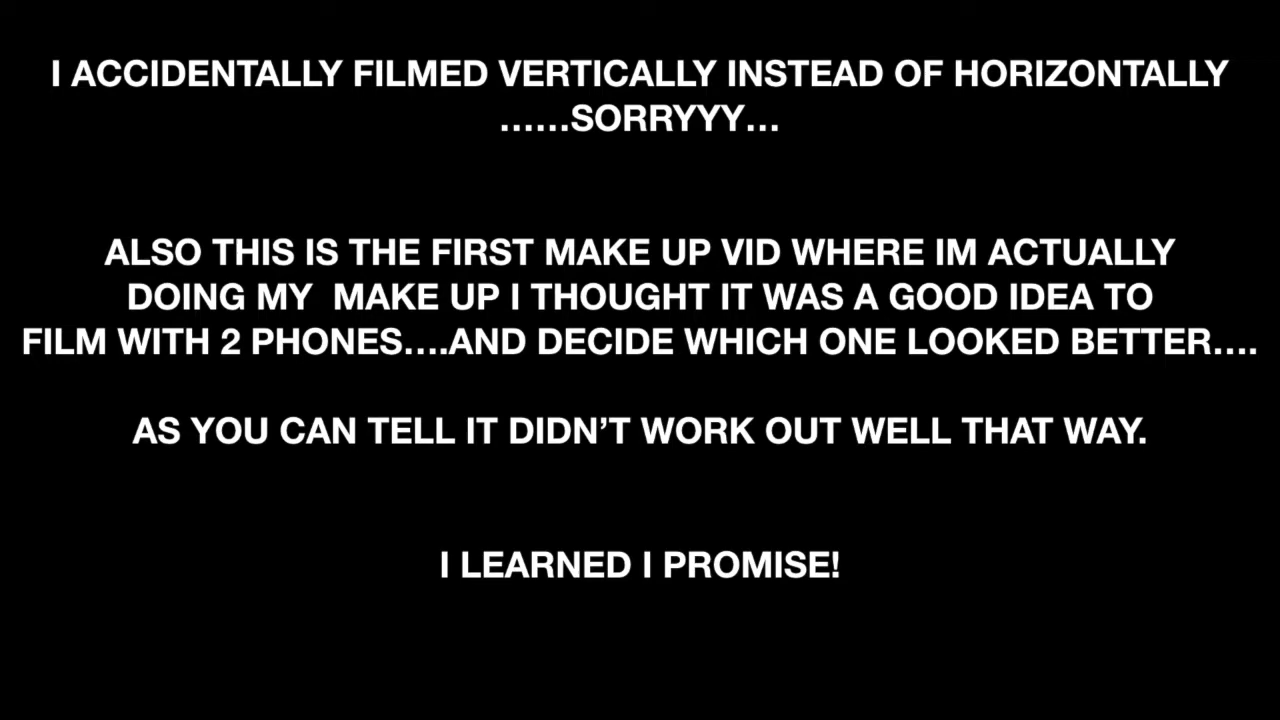 I ACCIDENTALLY FILMED VERTICALLY INSTEAD OF HORIZONTALLY
......SORRYYY...
ALSO THIS IS THE FIRST MAKE UP VID WHERE IM ACTUALLY
DOING MY  MAKE UP I THOUGHT IT WAS A GOOD IDEA TO
FILM WITH 2 PHONES....AND DECIDE WHICH ONE LOOKED BETTER....
AS YOU CAN TELL IT DIDN’T WORK OUT WELL THAT WAY.
I LEARNED I PROMISE!